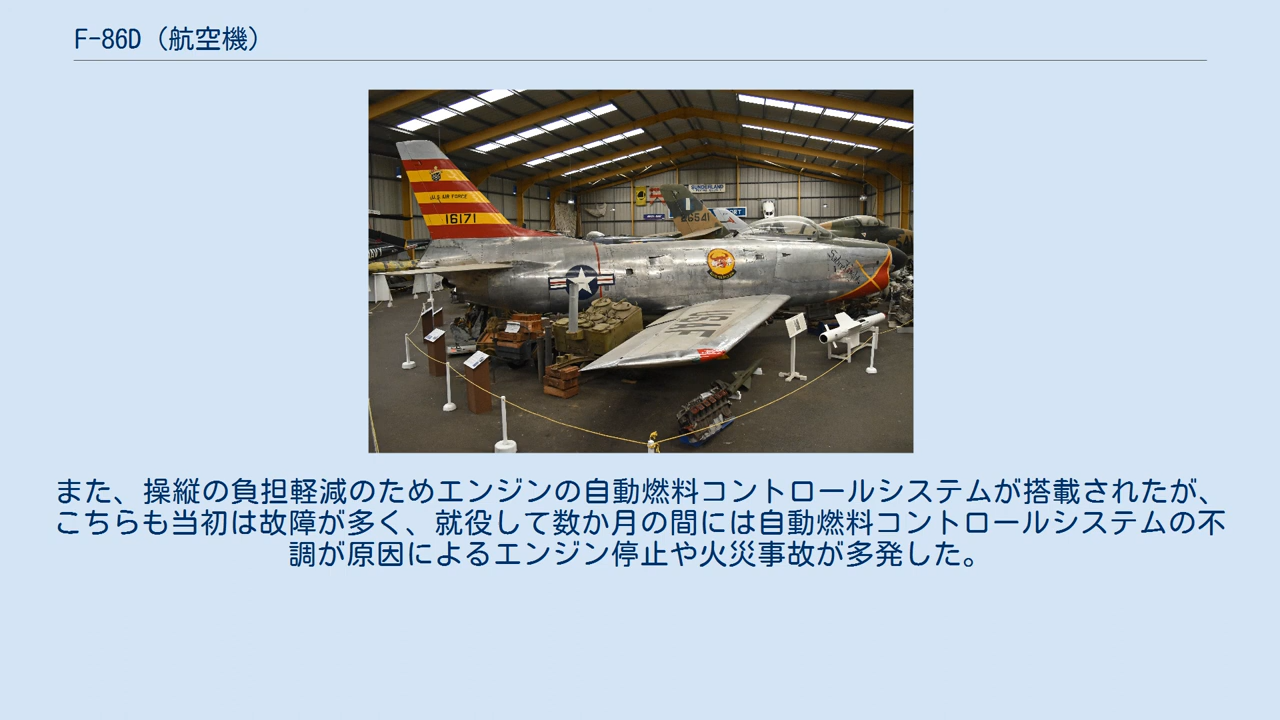 F-86D（航空機）
U.S. AIR FORCE
16171
26541
SUNDERLAND
USAF
また、操縦の負担軽減のためエンジンの自動燃料コントロールシステムが搭載されたが、
こちらも当初は故障が多く、就役して数か月の間には自動燃料コントロールシステムの不
調が原因によるエンジン停止や火災事故が多発した。